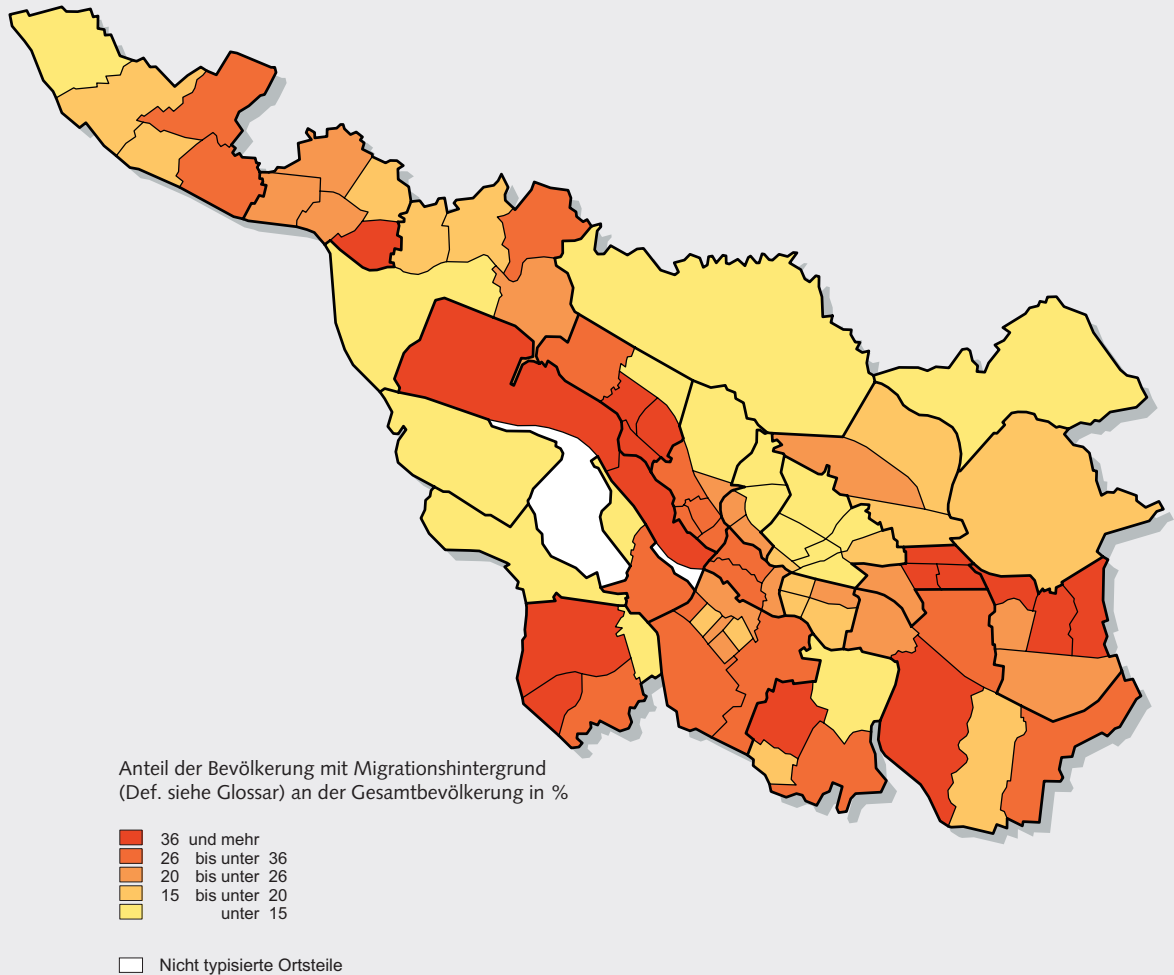 Anteil der Bevölkerung mit Migrationshintergrund
(Def. siehe Glossar) an der Gesamtbevölkerung in %
36 und mehr
26 bis unter 36
20 bis unter 26
15 bis unter 20
unter 15
Nicht typisierte Ortsteile